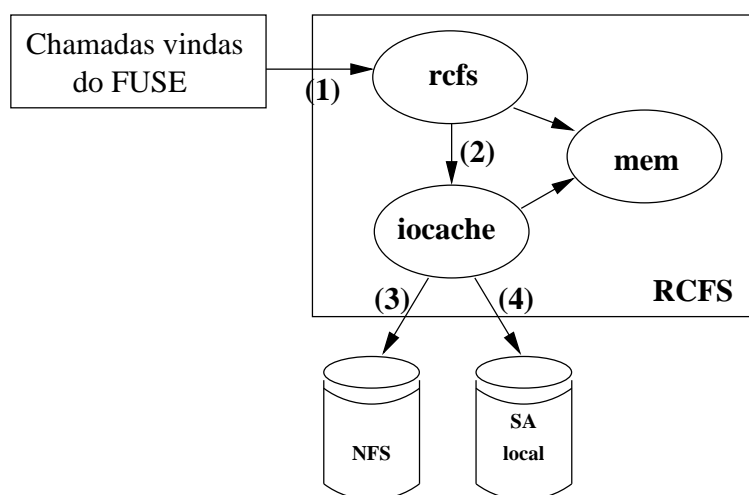 Chamadas vindas
do FUSE
(1)
rcfs
(2)
mem
iocache
RCFS
(3)
(4)
NFS
SA
local